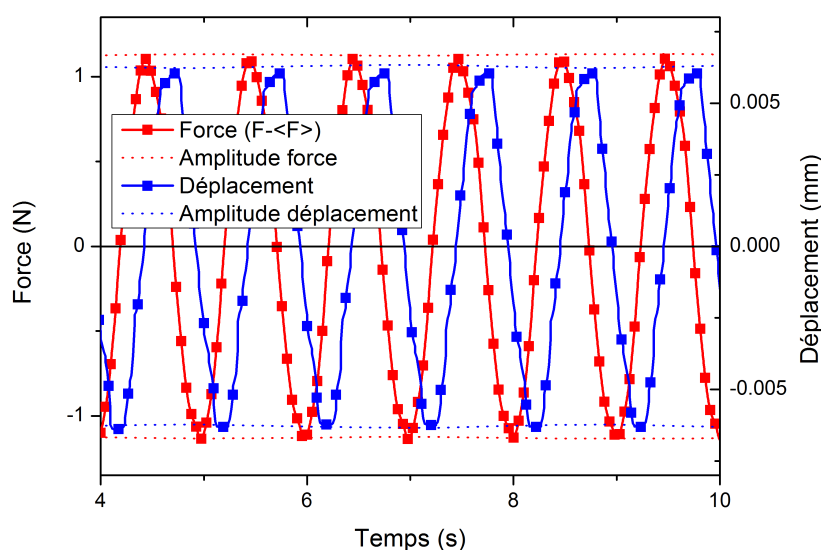 Force (F-<F>)
Amplitude force
Déplacement
Amplitude déplacement
Force (N)
1
0
-1
Déplacement (mm)
0.005
0.000
-0.005
4
6
8
10
Temps (s)